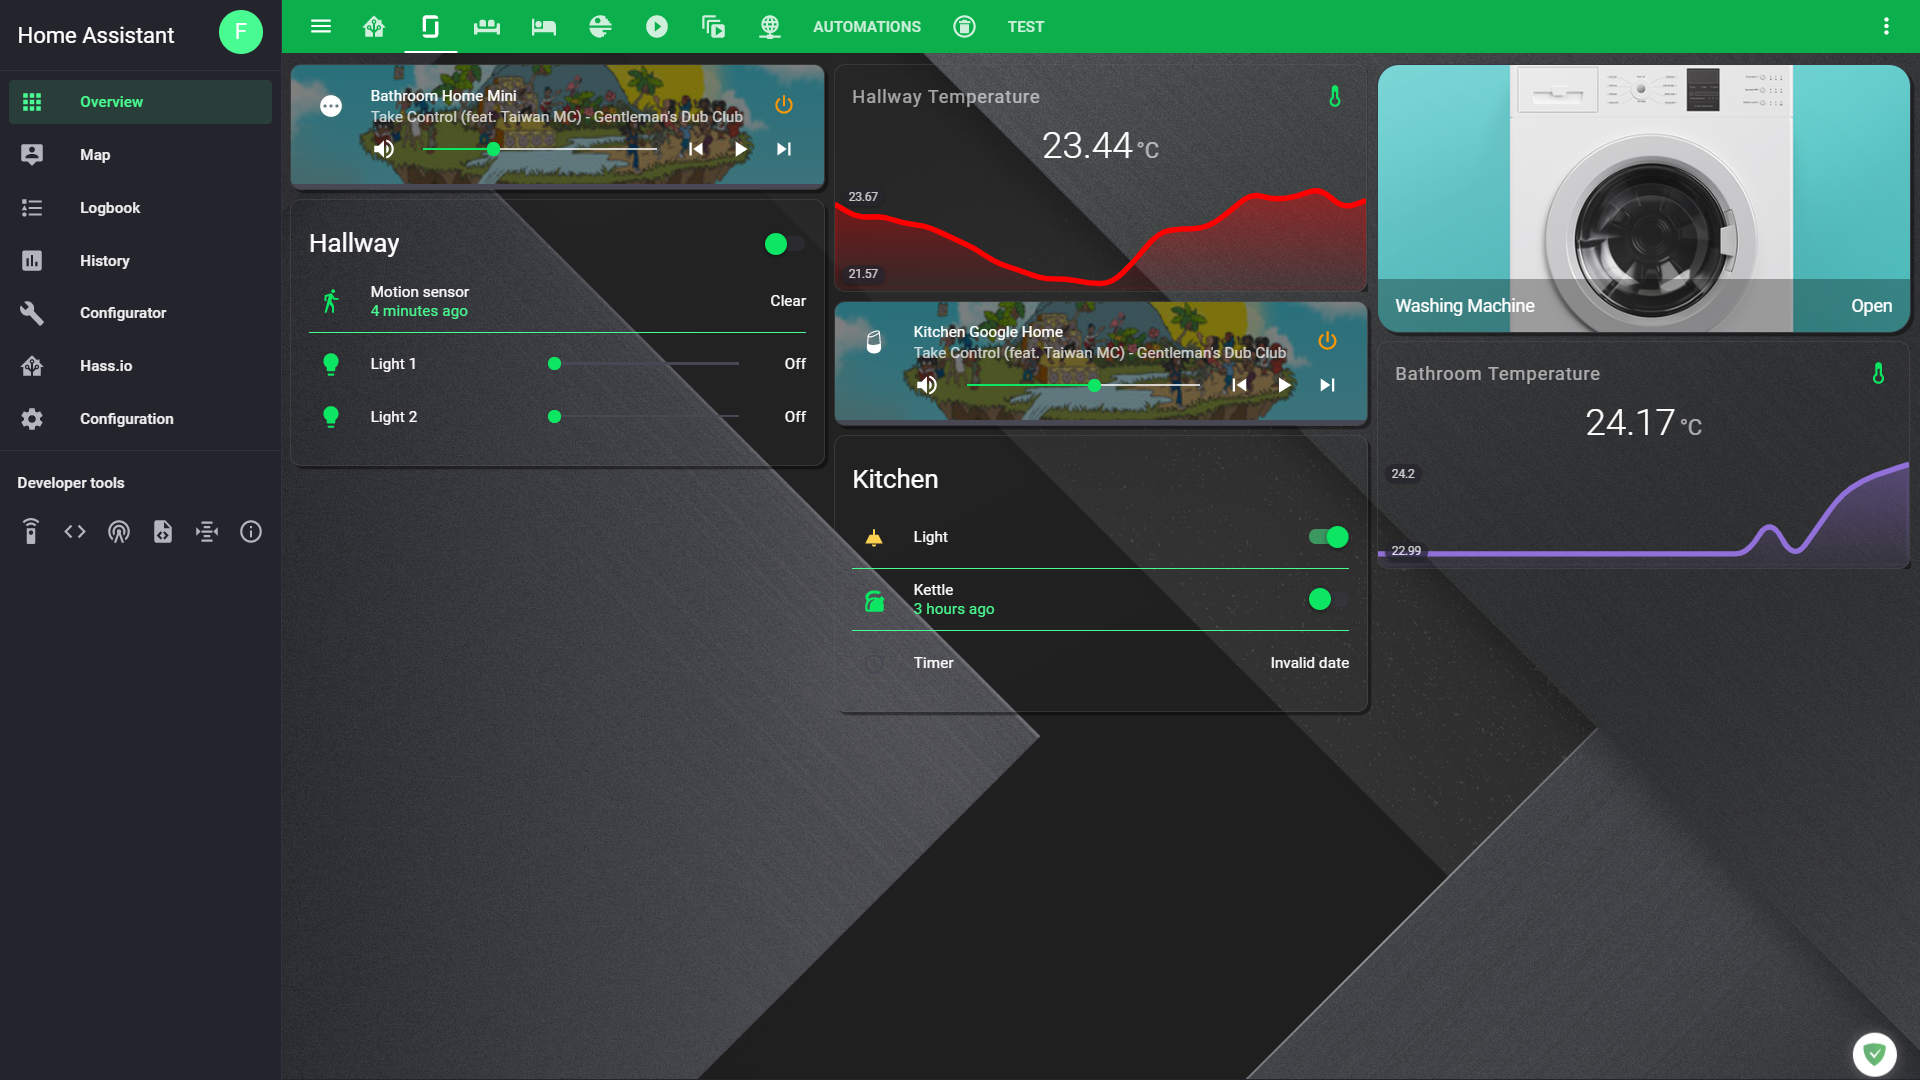 Home Assistant
F
AUTOMATIONS
TEST
Overview
Map
Logbook
History
Configurator
Hass.io
Configuration
Developer tools
Bathroom Home Mini
Take Control (feat. Taiwan MC) - Gentleman's Dub Club
Hallway
Motion sensor
4 minutes ago
Clear
Light 1
Off
Light 2
Off
Hallway Temperature
23.44 °C
23.67
21.57
Kitchen Google Home
Take Control (feat. Taiwan MC) - Gentleman's Dub Club
Kitchen
Light
Kettle
3 hours ago
Timer
Invalid date
Washing Machine
Open
Bathroom Temperature
24.17 °C
24.2
22.99